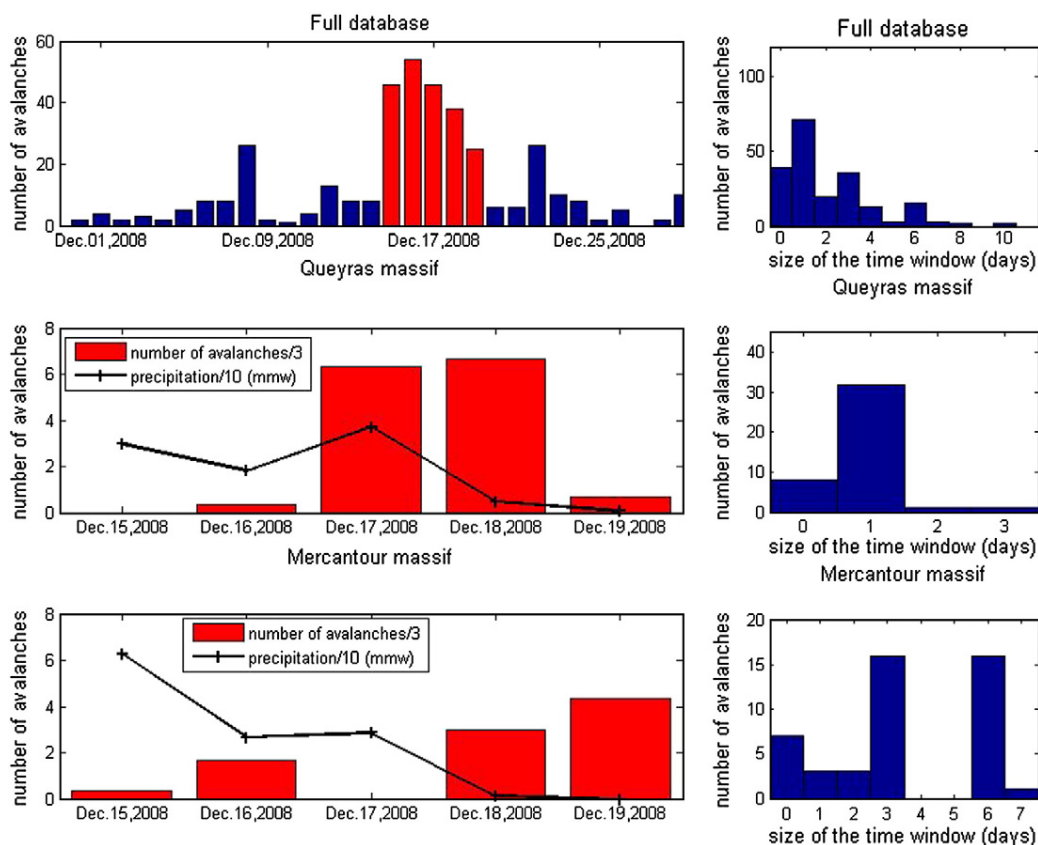 Full database
number of avalanches
60
40
20
0
Dec.01,2008 Dec.09,2008 Dec.17,2008 Dec.25,2008
Full database
number of avalanches
100
50
0
0 2 4 6 8 10
size of the time window (days)
Queyras massif
number of avalanches
8
6
4
2
0
number of avalanches/3
precipitation/10 (mmw)
Dec.15,2008 Dec.16,2008 Dec.17,2008 Dec.18,2008 Dec.19,2008
Queyras massif
number of avalanches
40
30
20
10
0
0 1 2 3
size of the time window (days)
Mercantour massif
number of avalanches
8
6
4
2
0
number of avalanches/3
precipitation/10 (mmw)
Dec.15,2008 Dec.16,2008 Dec.17,2008 Dec.18,2008 Dec.19,2008
Mercantour massif
number of avalanches
20
15
10
5
0
0 1 2 3 4 5 6 7
size of the time window (days)